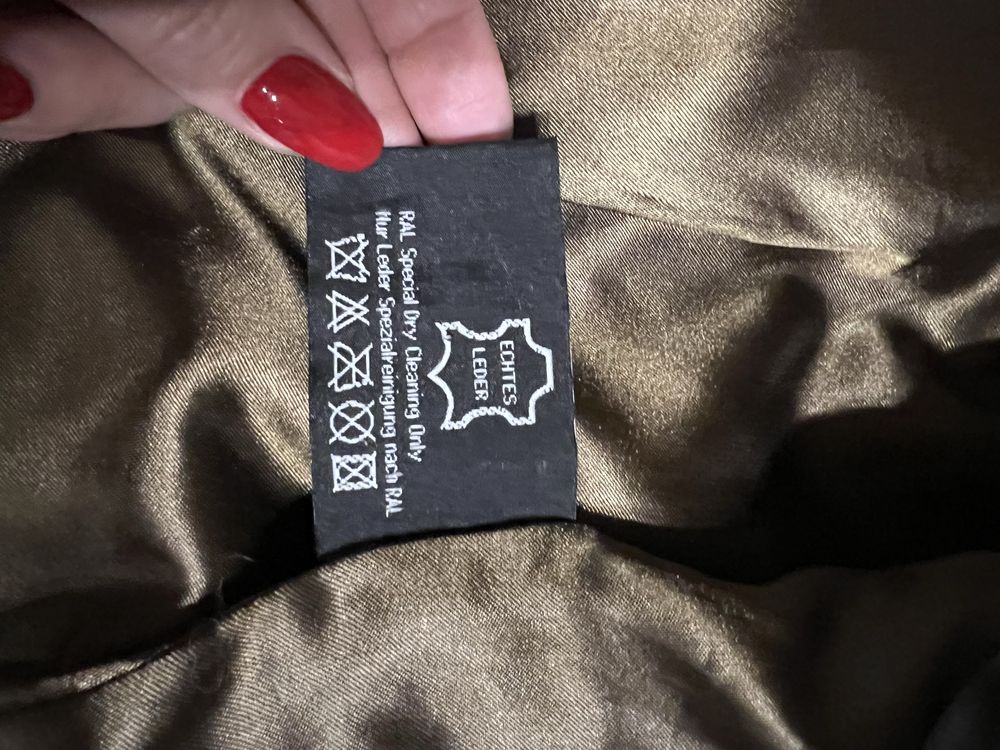 ECHTES
LEDER
RAL Special Dry Cleaning Only
Nur Leder Spezialreinigung nach RAL